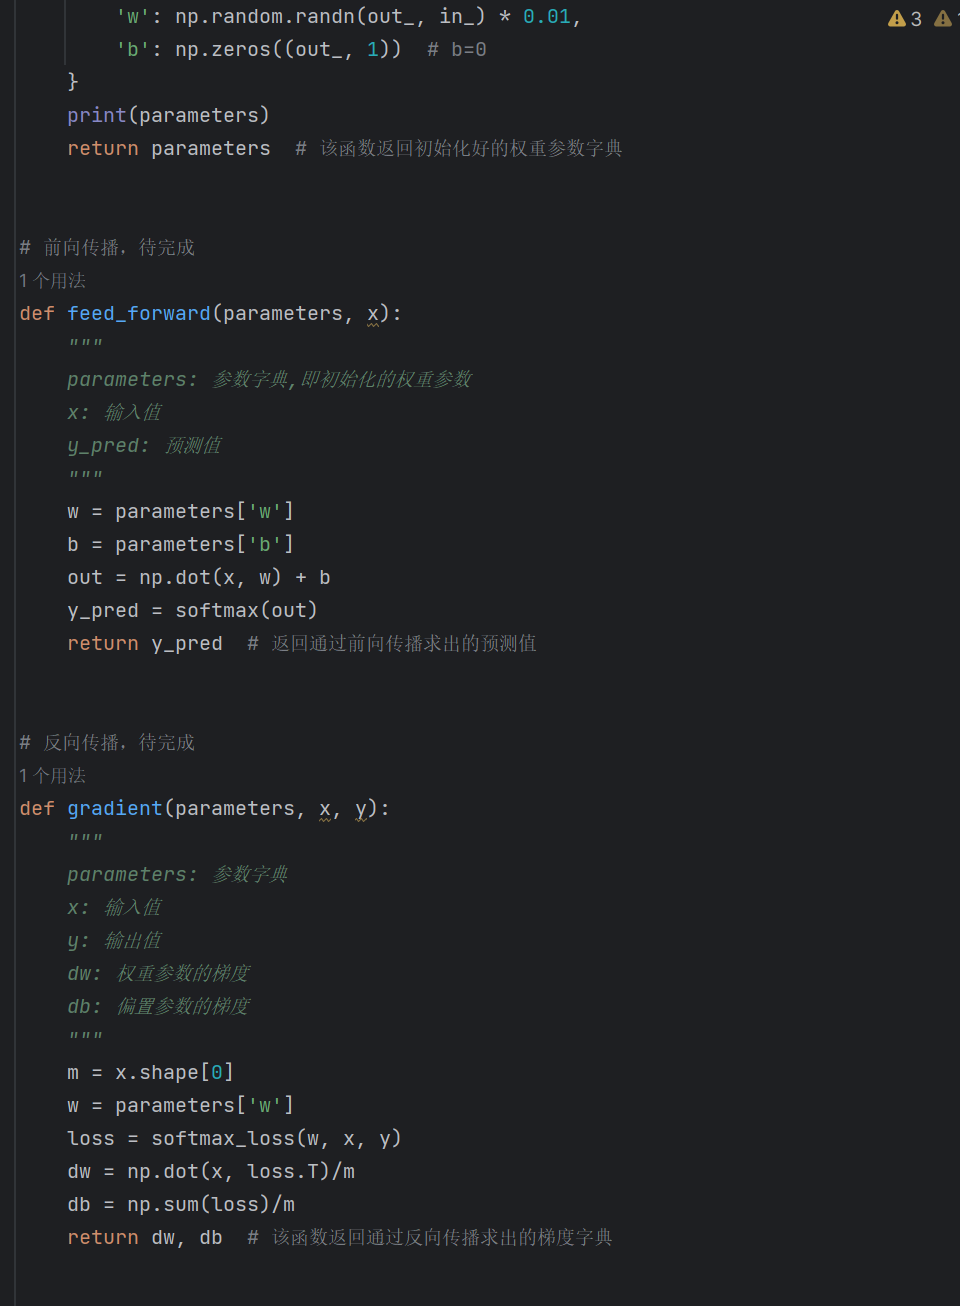 'w': np.random.randn(out_, in_) * 0.01,
'b': np.zeros((out_, 1))  # b=0
}
print(parameters)
return parameters  # 该函数返回初始化好的权重参数字典
# 前向传播，待完成
1 个用法
def feed_forward(parameters, x):
"""
parameters: 参数字典,即初始化的权重参数
x: 输入值
y_pred: 预测值
"""
w = parameters['w']
b = parameters['b']
out = np.dot(x, w) + b
y_pred = softmax(out)
return y_pred  # 返回通过前向传播求出的预测值
# 反向传播，待完成
1 个用法
def gradient(parameters, x, y):
"""
parameters: 参数字典
x: 输入值
y: 输出值
dw: 权重参数的梯度
db: 偏置参数的梯度
"""
m = x.shape[0]
w = parameters['w']
loss = softmax_loss(w, x, y)
dw = np.dot(x, loss.T)/m
db = np.sum(loss)/m
return dw, db  # 该函数返回通过反向传播求出的梯度字典
3